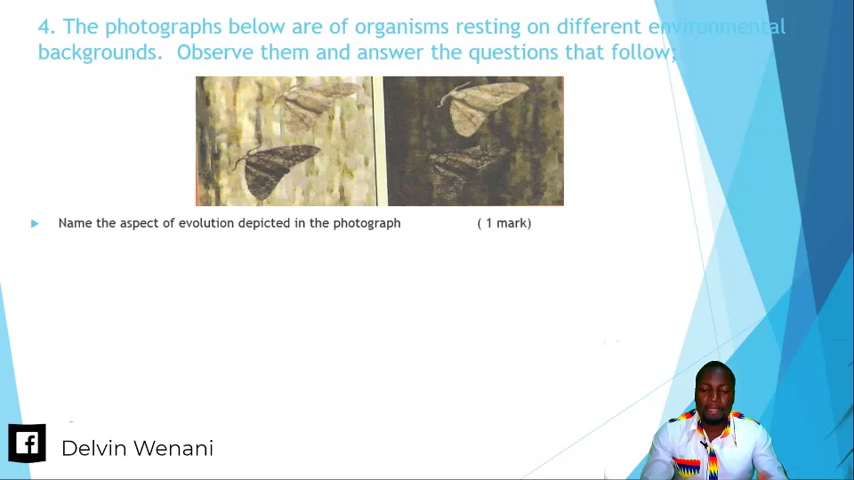 4. The photographs below are of organisms resting on different environmental
backgrounds. Observe them and answer the questions that follow;
Name the aspect of evolution depicted in the photograph ( 1 mark)
Delvin Wenani